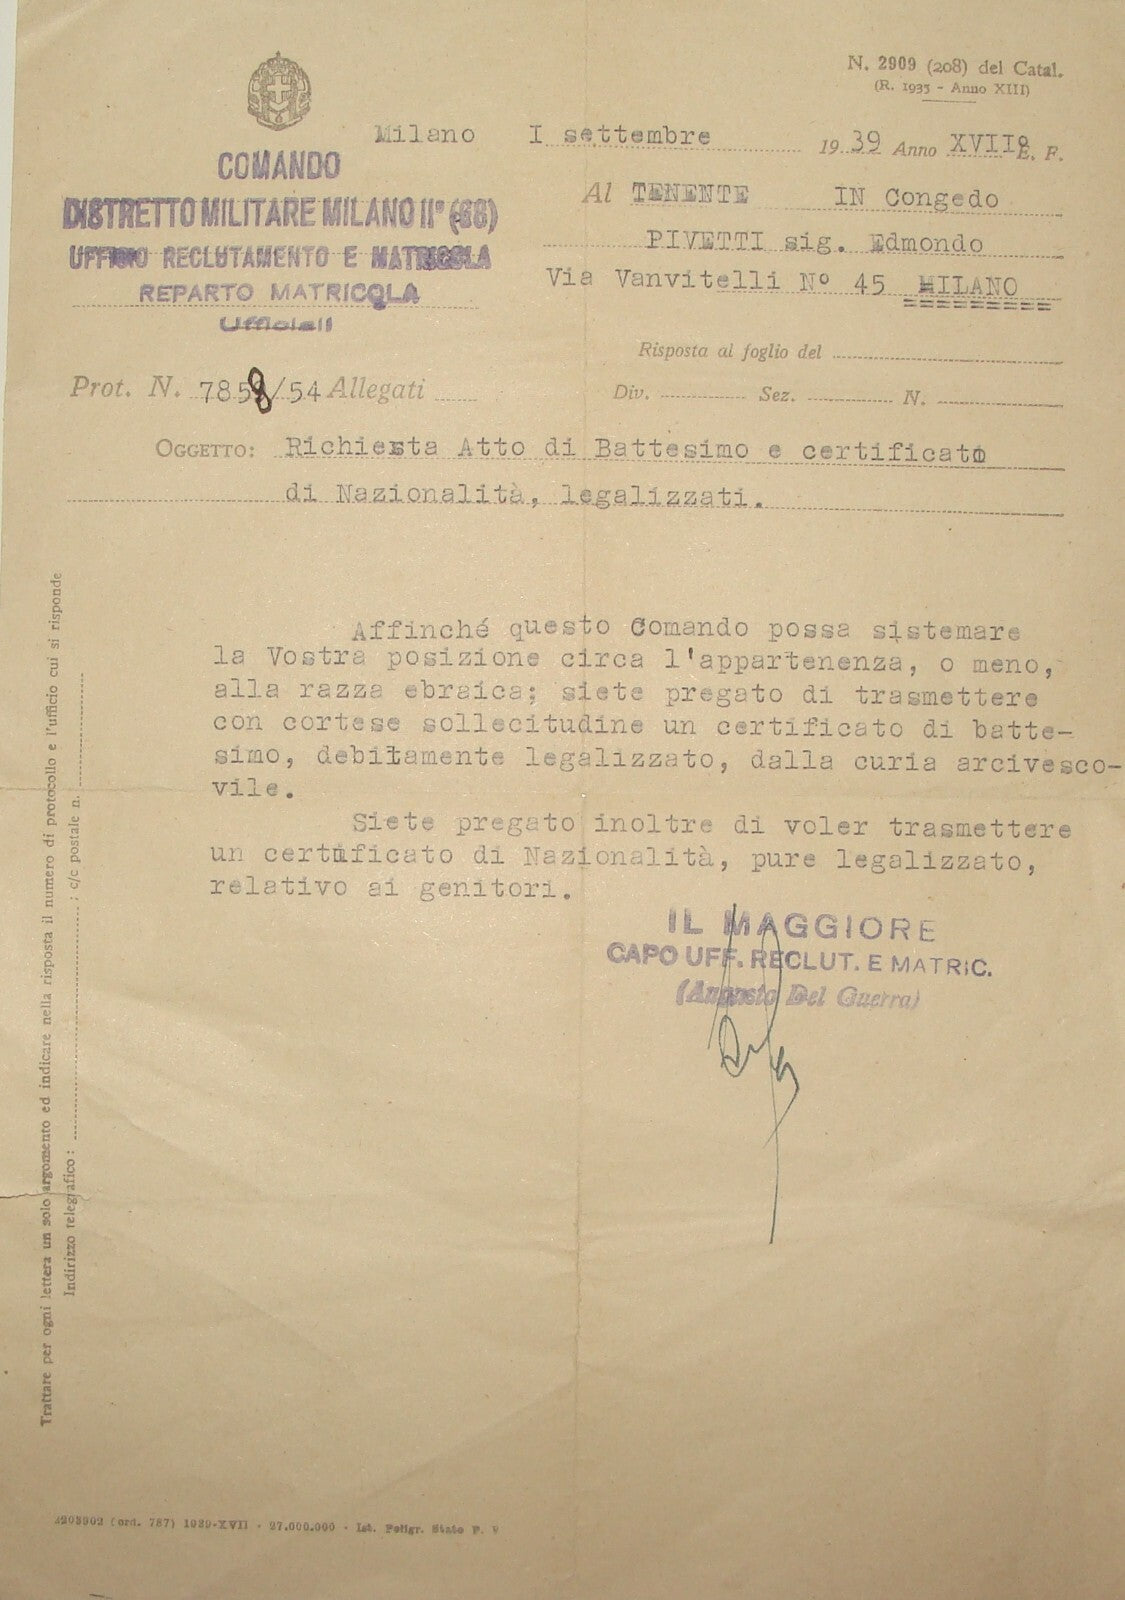 N. 2909 (208) del Catal.
(R. 1935 - Anno XIII)
Milano I settembre 1939 Anno XVII° E. F.
COMANDO
DISTRETTO MILITARE MILANO II° (68)
UFFICIO RECLUTAMENTO E MATRICOLA
REPARTO MATRICOLA
Ufficiali
Al TENENTE IN Congedo
PIVETTI sig. Edmondo
Via Vanvitelli N° 45 MILANO
Risposta al foglio del
Div. Sez. N.
Prot. N. 7858/54 Allegati
OGGETTO: Richiesta Atto di Battesimo e certificato
di Nazionalità, legalizzati.
Affinché questo Comando possa sistemare
la Vostra posizione circa l'appartenenza, o meno,
alla razza ebraica; siete pregato di trasmettere
con cortese sollecitudine un certificato di batte-
simo, debitamente legalizzato, dalla curia arcivesco-
vile.
Siete pregato inoltre di voler trasmettere
un certificato di Nazionalità, pure legalizzato,
relativo ai genitori.
IL MAGGIORE
CAPO UFF. RECLUT. E MATRIC.
(Augusto Del Guerra)
Trattare per ogni lettera un solo argomento ed indicare nella risposta il numero di protocollo e l'ufficio cui si risponde
Indirizzo telegrafico: ; c/c postale n.
4203902 (ord. 787) 1939-XVII - 27.000.000 - Ist. Poligr. Stato P. V